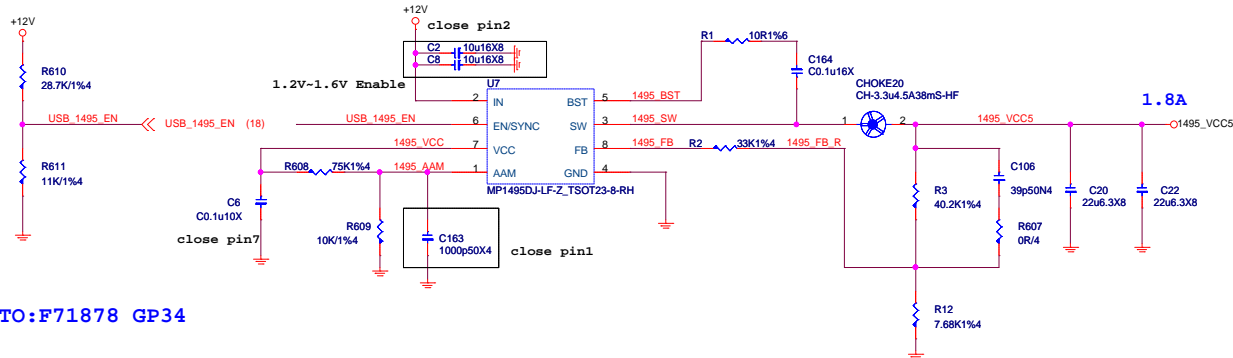 +12V
R610
28.7K/1%4
USB_1495_EN
USB_1495_EN (18)
R611
11K/1%4
+12V
close pin2
C2
10u16X8
C8
10u16X8
1.2V~1.6V Enable
U7
2
IN
BST
5
1495_BST
USB_1495_EN
6
EN/SYNC
SW
3
1495_SW
1495_VCC
7
VCC
FB
8
1495_FB
R608
75K1%4
1495_AAM
1
AAM
GND
4
MP1495DJ-LF-Z_TSOT23-8-RH
C6
C0.1u10X
close pin7
R609
10K/1%4
C163
1000p50X4
close pin1
R1
10R1%6
C164
C0.1u16X
CHOKE20
CH-3.3u4.5A38mS-HF
1
2
1495_VCC5
1.8A
1495_VCC5
R2
33K1%4
1495_FB_R
R3
40.2K1%4
C106
39p50N4
R607
0R/4
C20
22u6.3X8
C22
22u6.3X8
R12
7.68K1%4
TO:F71878 GP34